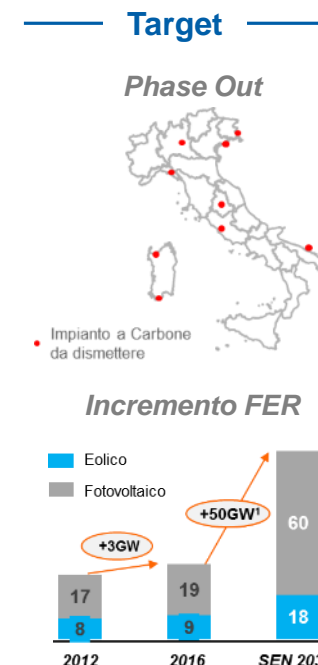 Target
Phase Out
Impianto a Carbone
da dismettere
Incremento FER
Eolico
Fotovoltaico
+50GW¹
+3GW
60
17
19
18
8
9
2012 2016 SEN